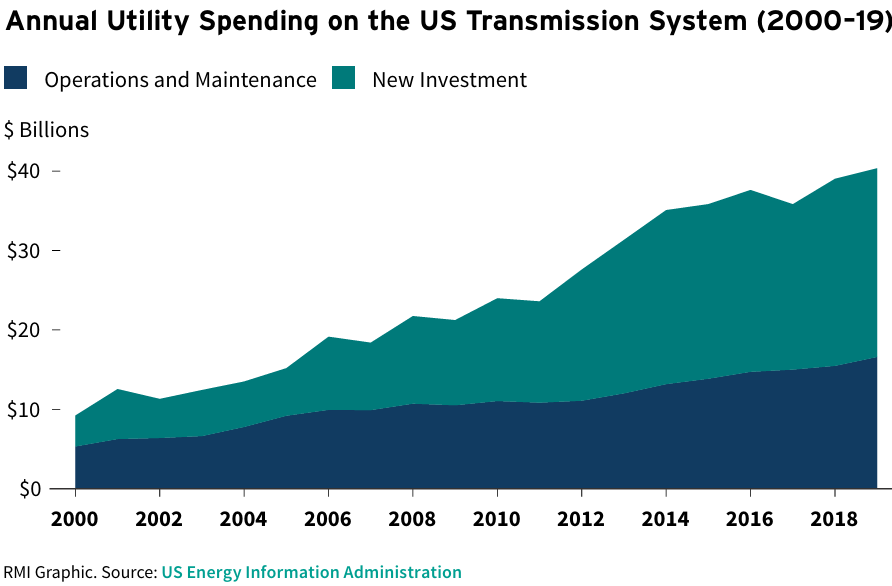 Annual Utility Spending on the US Transmission System (2000–19)
Operations and Maintenance New Investment
$ Billions
$40
$30
$20
$10
$0
2000 2002 2004 2006 2008 2010 2012 2014 2016 2018
RMI Graphic. Source: US Energy Information Administration